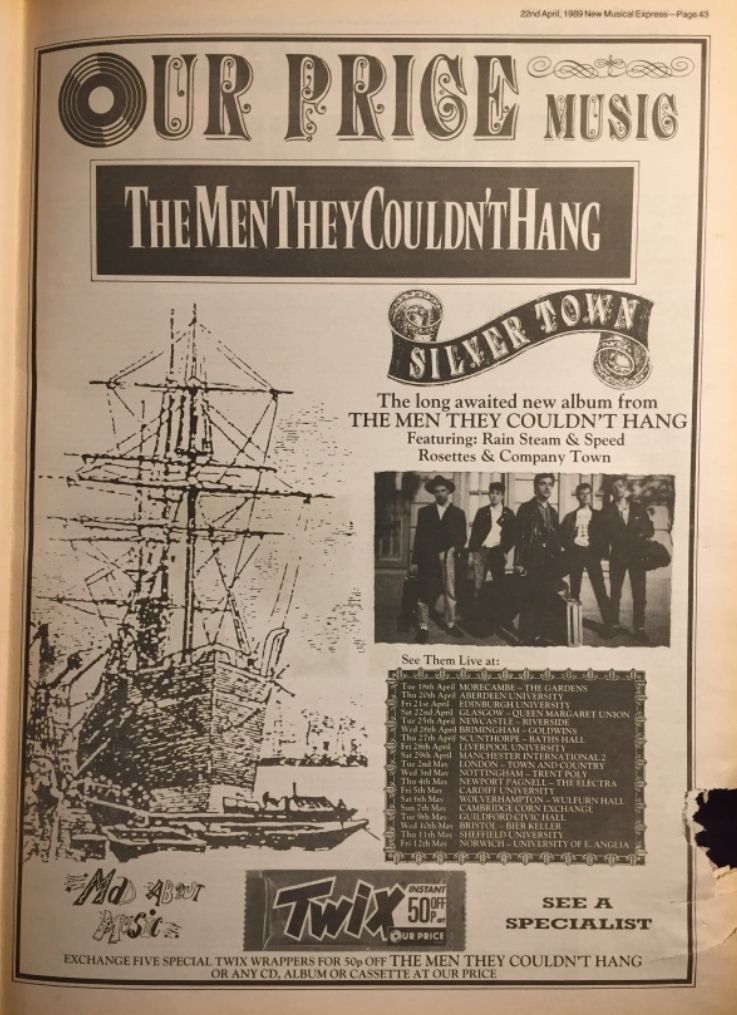 22nd April, 1989 New Musical Express—Page 43
OUR PRICE MUSIC
THE MEN THEY COULDN'T HANG
SILVER TOWN
The long awaited new album from
THE MEN THEY COULDN'T HANG
Featuring: Rain Steam & Speed
Rosettes & Company Town
See Them Live at:
Tue 18th April MORECAMBE – THE GARDENS
Thu 20th April ABERDEEN UNIVERSITY
Fri 21st April EDINBURGH UNIVERSITY
Sat 22nd April GLASGOW – QUEEN MARGARET UNION
Tue 25th April NEWCASTLE – RIVERSIDE
Wed 26th April BRIMINGHAM – GOLDWINS
Thu 27th April SCUNTHORPE – BATHS HALL
Fri 28th April LIVERPOOL UNIVERSITY
Sat 29th April MANCHESTER INTERNATIONAL 2
Tue 2nd May LONDON – TOWN AND COUNTRY
Wed 3rd May NOTTINGHAM – TRENT POLY
Thu 4th May NEWPORT PAGNELL – THE ELECTRA
Fri 5th May CARDIFF UNIVERSITY
Sat 6th May WOLVERHAMPTON – WULFURN HALL
Sun 7th May CAMBRIDGE CORN EXCHANGE
Tue 9th May GUILDFORD CIVIC HALL
Wed 10th May BRISTOL – BIER KELLER
Thu 11th May SHEFFIELD UNIVERSITY
Fri 12th May NORWICH – UNIVERSITY OF E. ANGLIA
MAD ABOUT
MUSIC
TWIX
INSTANT
50P OFF
at
OUR PRICE
SEE A
SPECIALIST
EXCHANGE FIVE SPECIAL TWIX WRAPPERS FOR 50p OFF THE MEN THEY COULDN'T HANG
OR ANY CD, ALBUM OR CASSETTE AT OUR PRICE